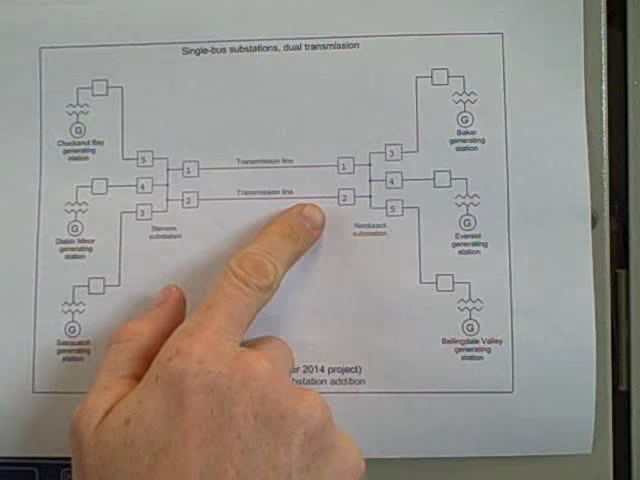 Single-bus substations, dual transmission
G
Chuckanut Bay
generating
station
5
1
Transmission line
1
3
G
Baker
generating
station
4
2
Transmission line
2
4
G
Diablo Minor
generating
station
3
Stevens
substation
Nooksack
substation
5
G
Everest
generating
station
G
Sasquatch
generating
station
G
Bellingdale Valley
generating
station
2014 project)
station addition